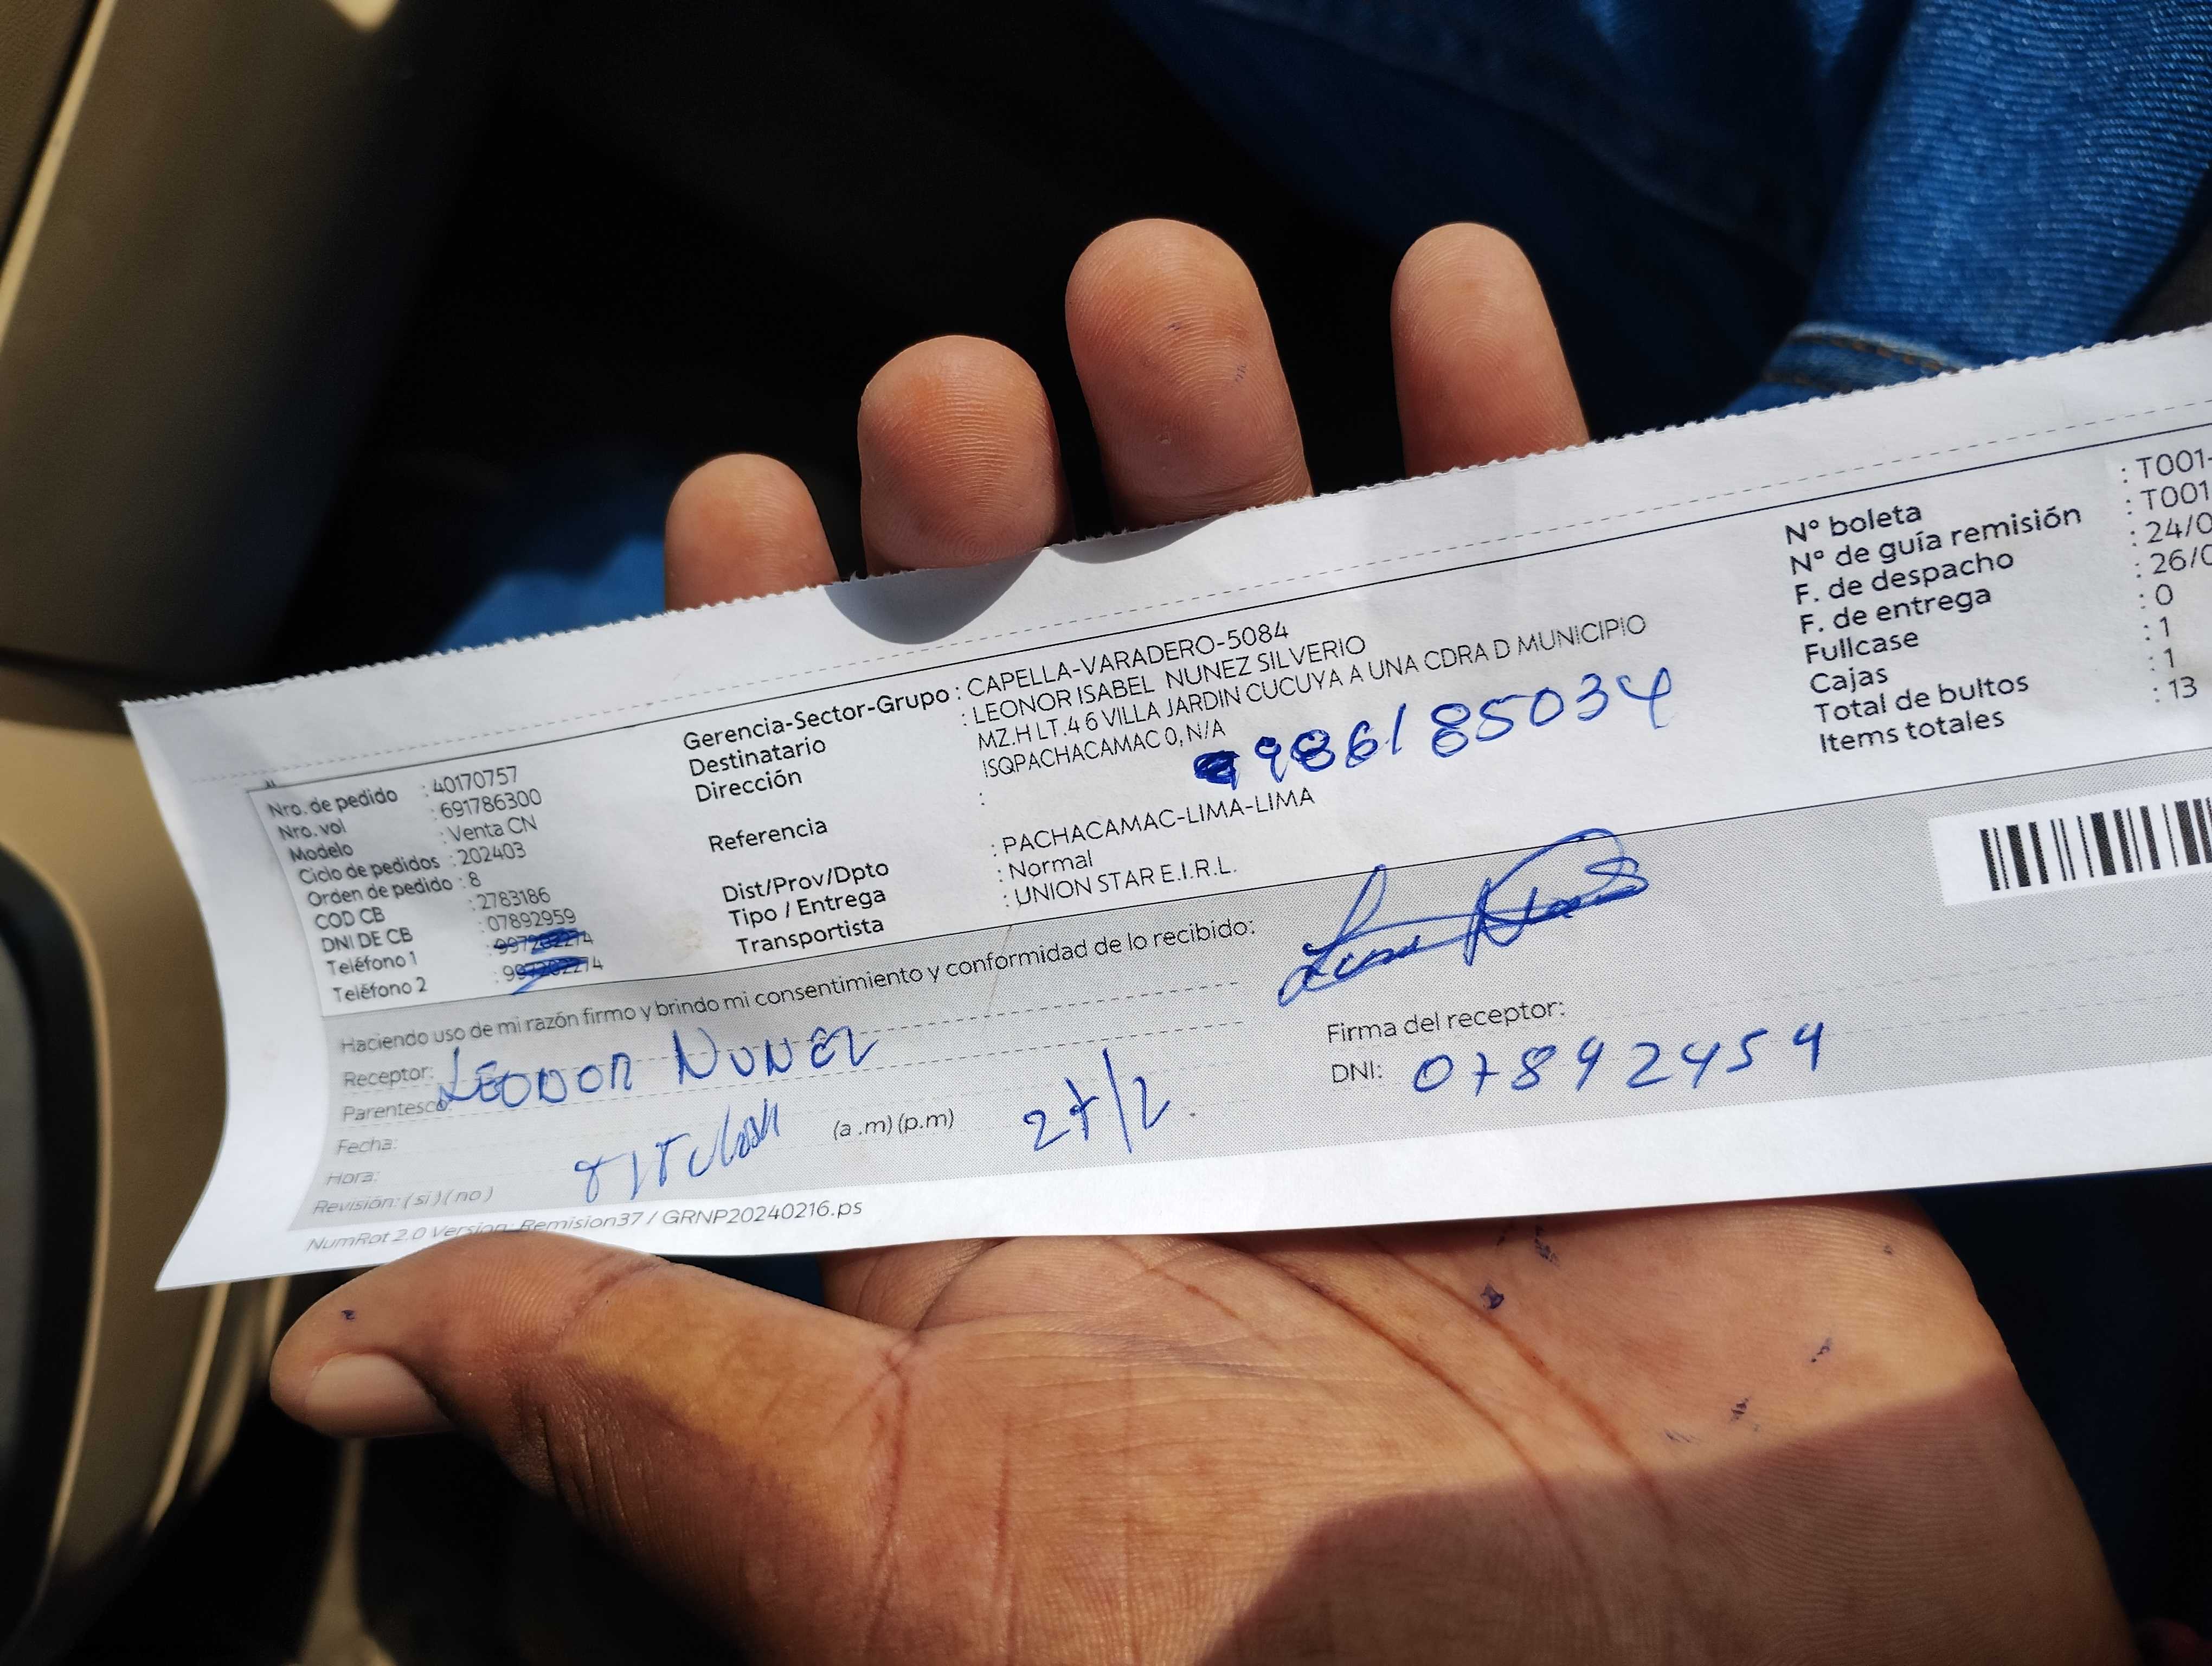 Nro. de pedido : 40170757
Nro. vol : 691786300
Modelo : Venta CN
Ciclo de pedidos : 202403
Orden de pedido : 8
COD CB : 2783186
DNI DE CB : 07892959
Teléfono 1 : 997202274
Teléfono 2 : 997202274
Gerencia-Sector-Grupo : CAPELLA-VARADERO-5084
Destinatario : LEONOR ISABEL NUNEZ SILVERIO
Dirección MZ.H LT.4 6 VILLA JARDIN CUCUYA A UNA CDRA D MUNICIPIO
ISQPACHACAMAC 0, N/A
986185034
Referencia :
Dist/Prov/Dpto : PACHACAMAC-LIMA-LIMA
Tipo / Entrega : Normal
Transportista : UNION STAR E.I.R.L.
N° boleta : T001-
N° de guía remisión : T001
F. de despacho : 24/0
F. de entrega : 26/0
Fullcase : 0
Cajas : 1
Total de bultos : 1
Items totales : 13
Haciendo uso de mi razón firmo y brindo mi consentimiento y conformidad de lo recibido:
Receptor: LEONOR NUNEZ
Parentesco:
Fecha: TITULAR (a .m) (p.m) 27/2
Hora:
Revisión: ( si ) ( no )
Firma del receptor:
DNI: 07892959
NumRot 2.0 Version: Remision37 / GRNP20240216.ps